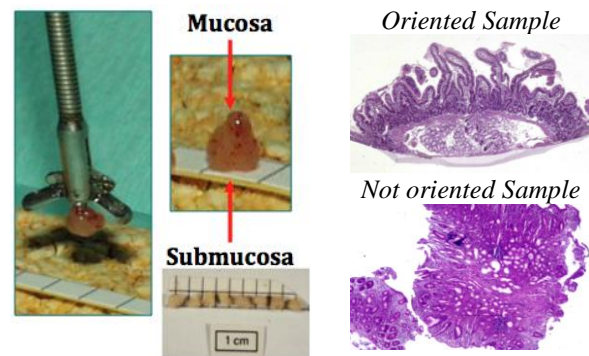 Mucosa
Submucosa
1 cm
Oriented Sample
Not oriented Sample